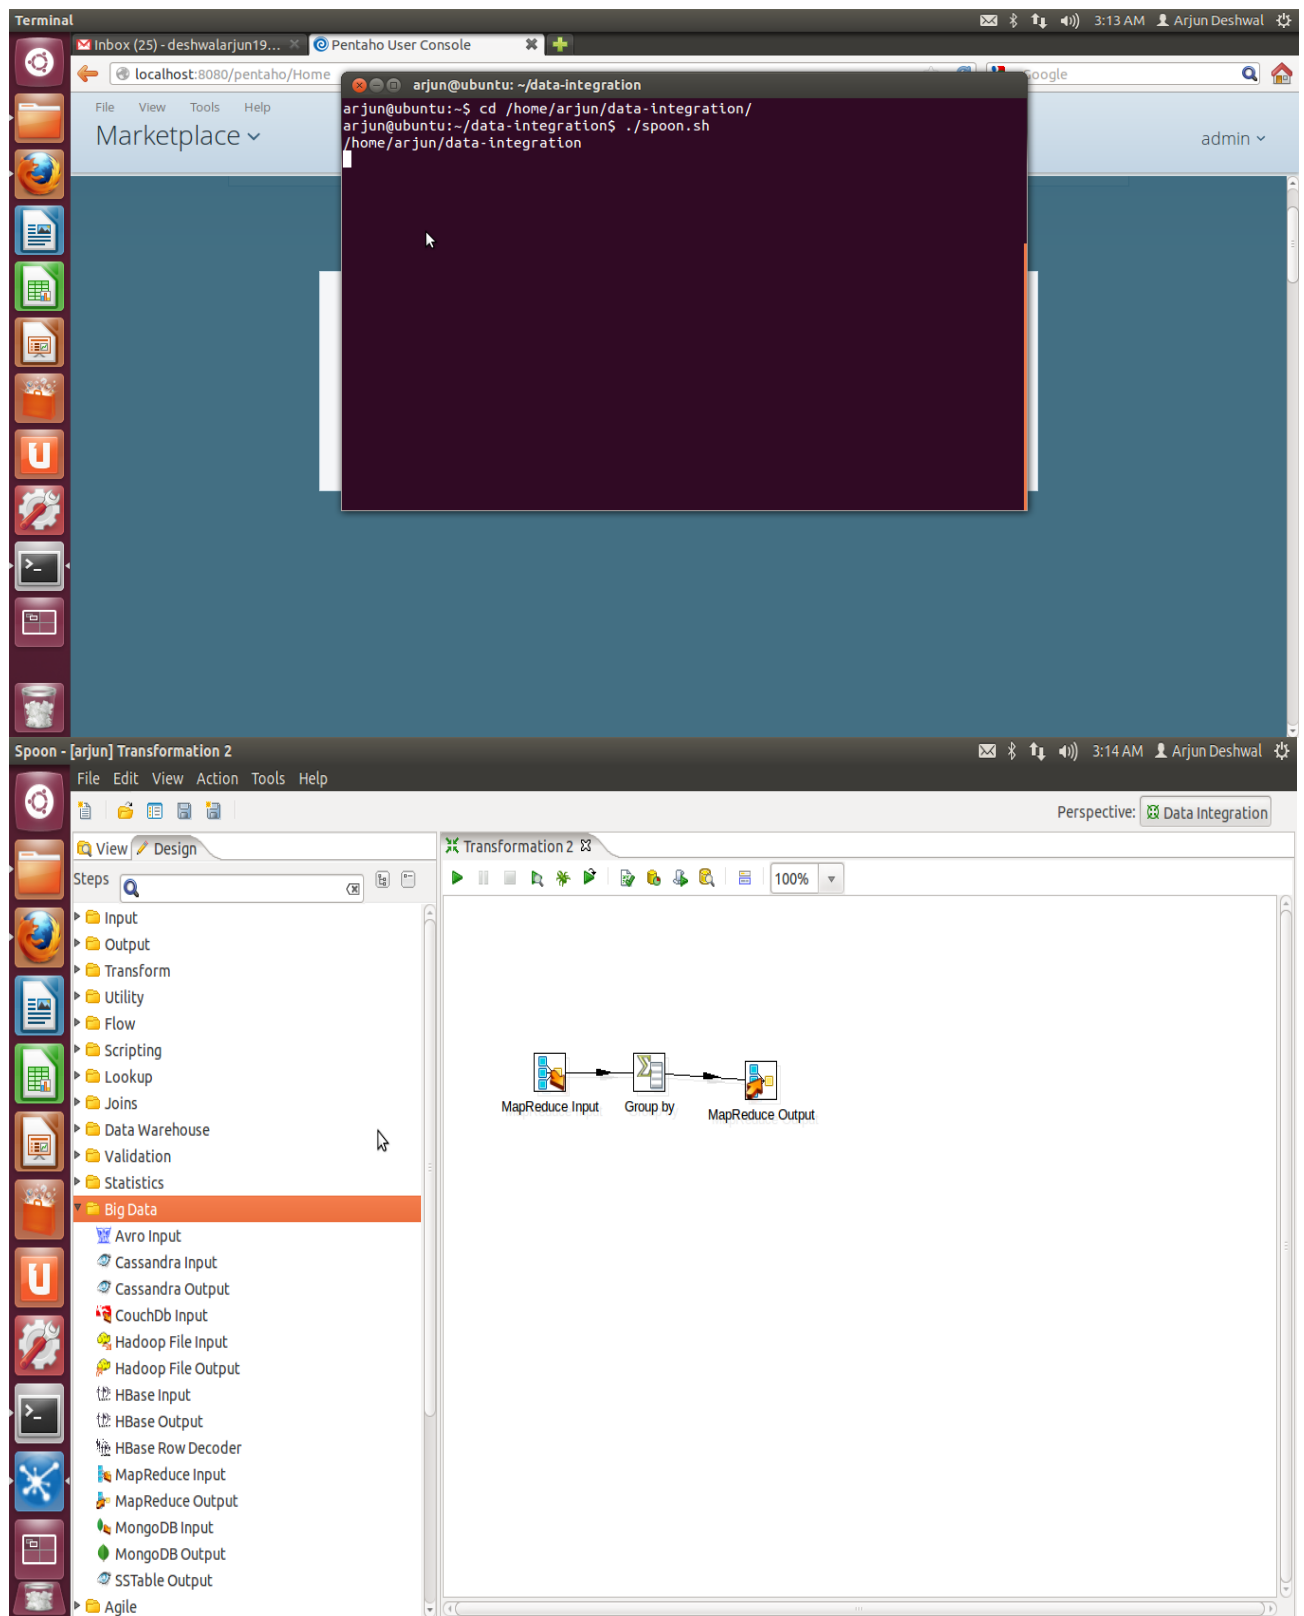 Terminal
3:13 AM Arjun Deshwal
Inbox (25) - deshwalarjun19...
Pentaho User Console
localhost:8080/pentaho/Home
Google
arjun@ubuntu: ~/data-integration
File View Tools Help
Marketplace
admin
arjun@ubuntu:~$ cd /home/arjun/data-integration/
arjun@ubuntu:~/data-integration$ ./spoon.sh
/home/arjun/data-integration
Spoon - [arjun] Transformation 2
3:14 AM Arjun Deshwal
File Edit View Action Tools Help
Perspective: Data Integration
View Design
Transformation 2
Steps
100%
Input
Output
Transform
Utility
Flow
Scripting
Lookup
Joins
Data Warehouse
Validation
Statistics
Big Data
Avro Input
Cassandra Input
Cassandra Output
CouchDb Input
Hadoop File Input
Hadoop File Output
HBase Input
HBase Output
HBase Row Decoder
MapReduce Input
MapReduce Output
MongoDB Input
MongoDB Output
SSTable Output
Agile
MapReduce Input
Group by
MapReduce Output